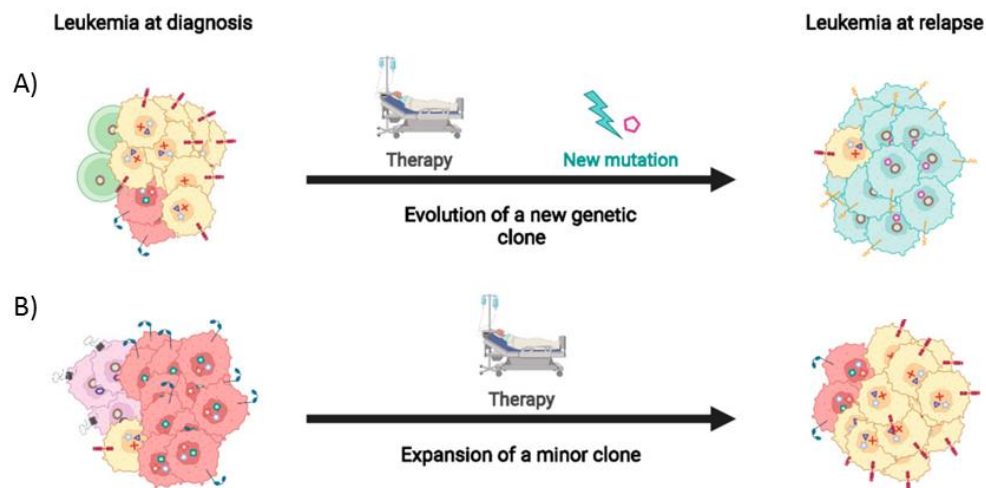 Leukemia at diagnosis
Leukemia at relapse
A)
Therapy
New mutation
Evolution of a new genetic
clone
B)
Therapy
Expansion of a minor clone